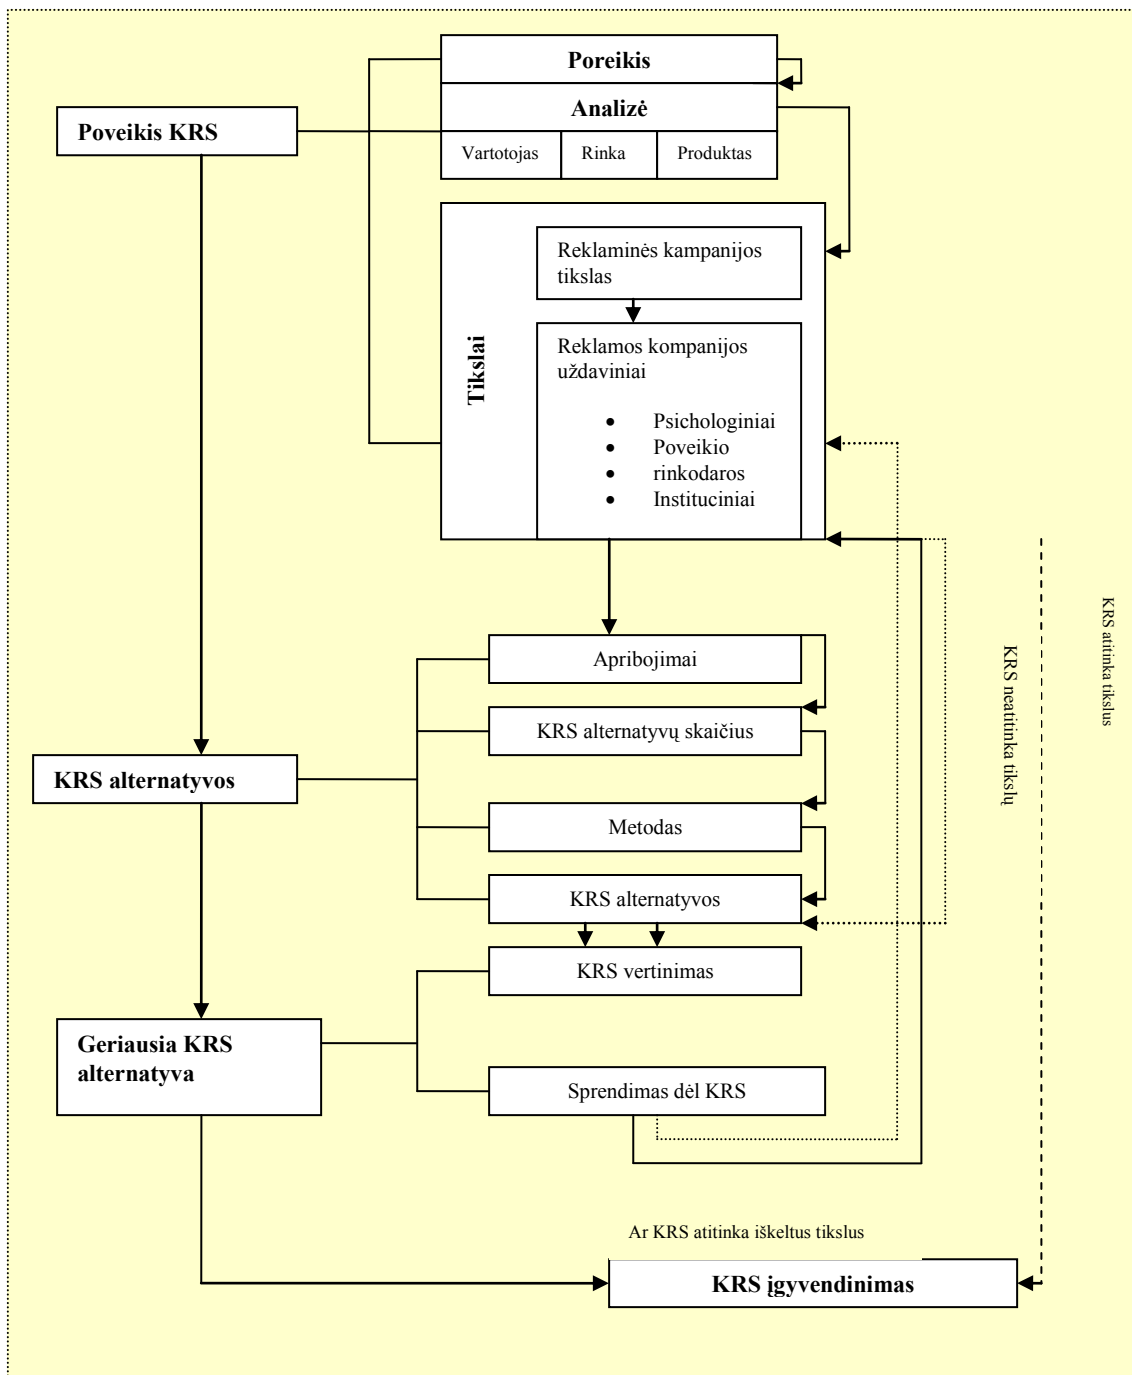 Poreikis
Analizė
Poveikis KRS
Vartotojas
Rinka
Produktas
Tikslai
Reklaminės kampanijos
tikslas
Reklamos kompanijos
uždaviniai
• Psichologiniai
• Poveikio
• rinkodaros
• Instituciniai
KRS atitinka tikslus
KRS neatitinka tikslų
Apribojimai
KRS alternatyvų skaičius
KRS alternatyvos
Metodas
KRS alternatyvos
KRS vertinimas
Geriausia KRS
alternatyva
Sprendimas dėl KRS
Ar KRS atitinka iškeltus tikslus
KRS įgyvendinimas